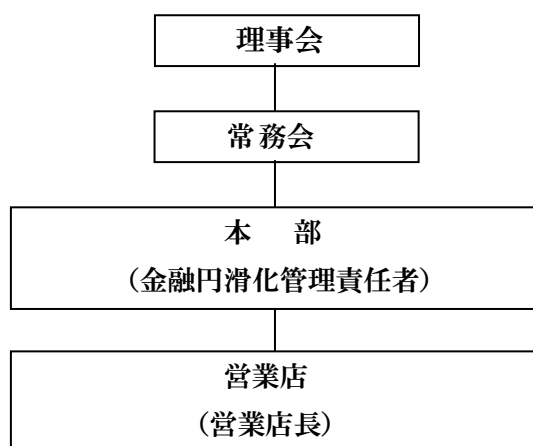 理事会
常務会
本　部
（金融円滑化管理責任者）
営業店
（営業店長）